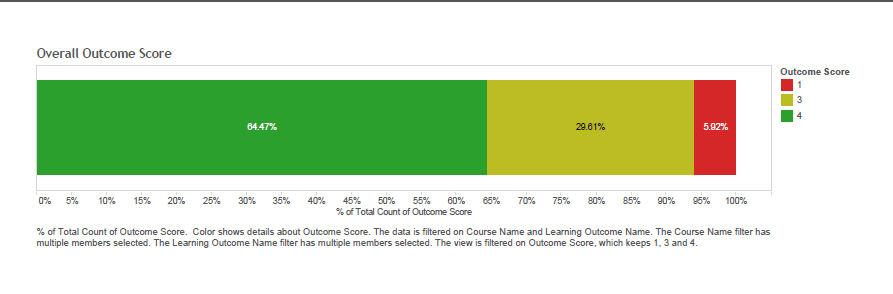 Overall Outcome Score
Outcome Score
1
3
4
64.47%
29.61%
5.92%
0% 5% 10% 15% 20% 25% 30% 35% 40% 45% 50% 55% 60% 65% 70% 75% 80% 85% 90% 95% 100%
% of Total Count of Outcome Score
% of Total Count of Outcome Score. Color shows details about Outcome Score. The data is filtered on Course Name and Learning Outcome Name. The Course Name filter has
multiple members selected. The Learning Outcome Name filter has multiple members selected. The view is filtered on Outcome Score, which keeps 1, 3 and 4.